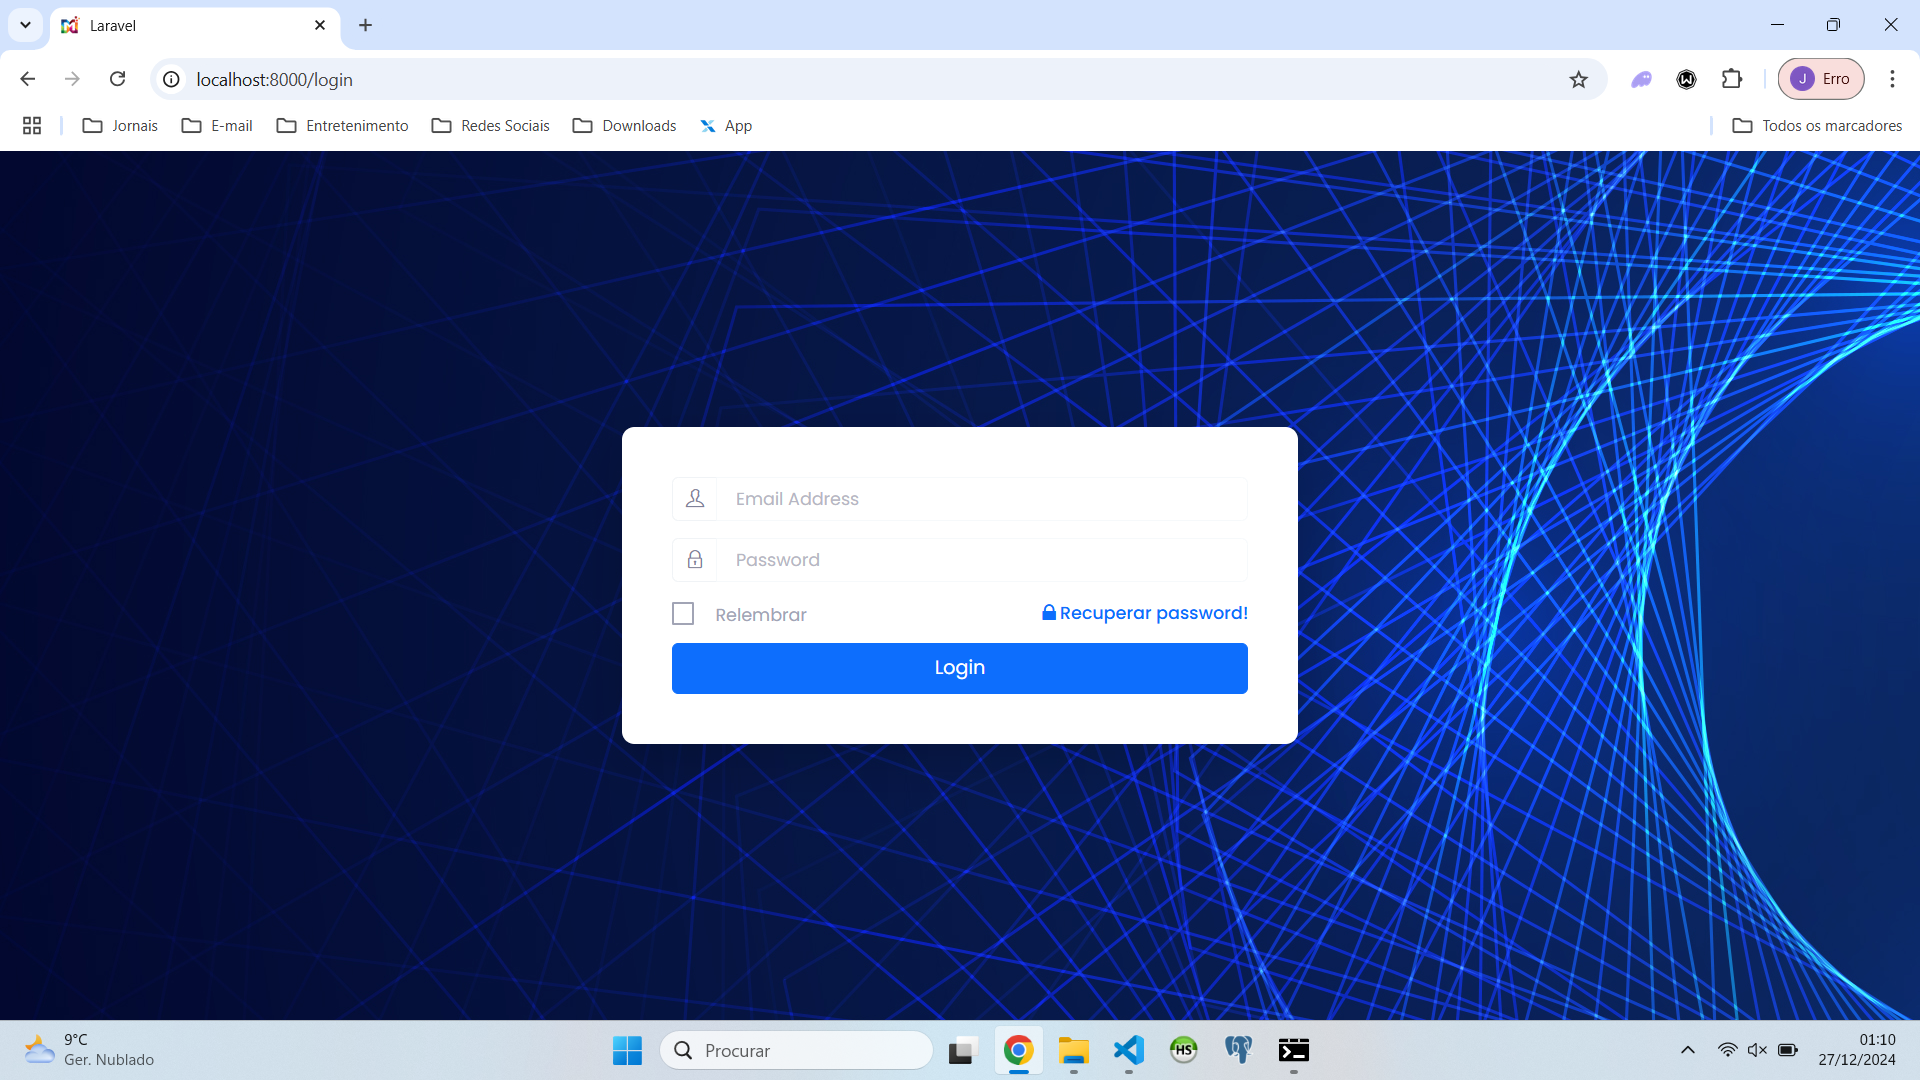 Laravel
localhost:8000/login
J Erro
Jornais E-mail Entretenimento Redes Sociais Downloads App Todos os marcadores
Email Address
Password
Relembrar Recuperar password!
Login
9°C
Ger. Nublado
Procurar
HS
01:10
27/12/2024